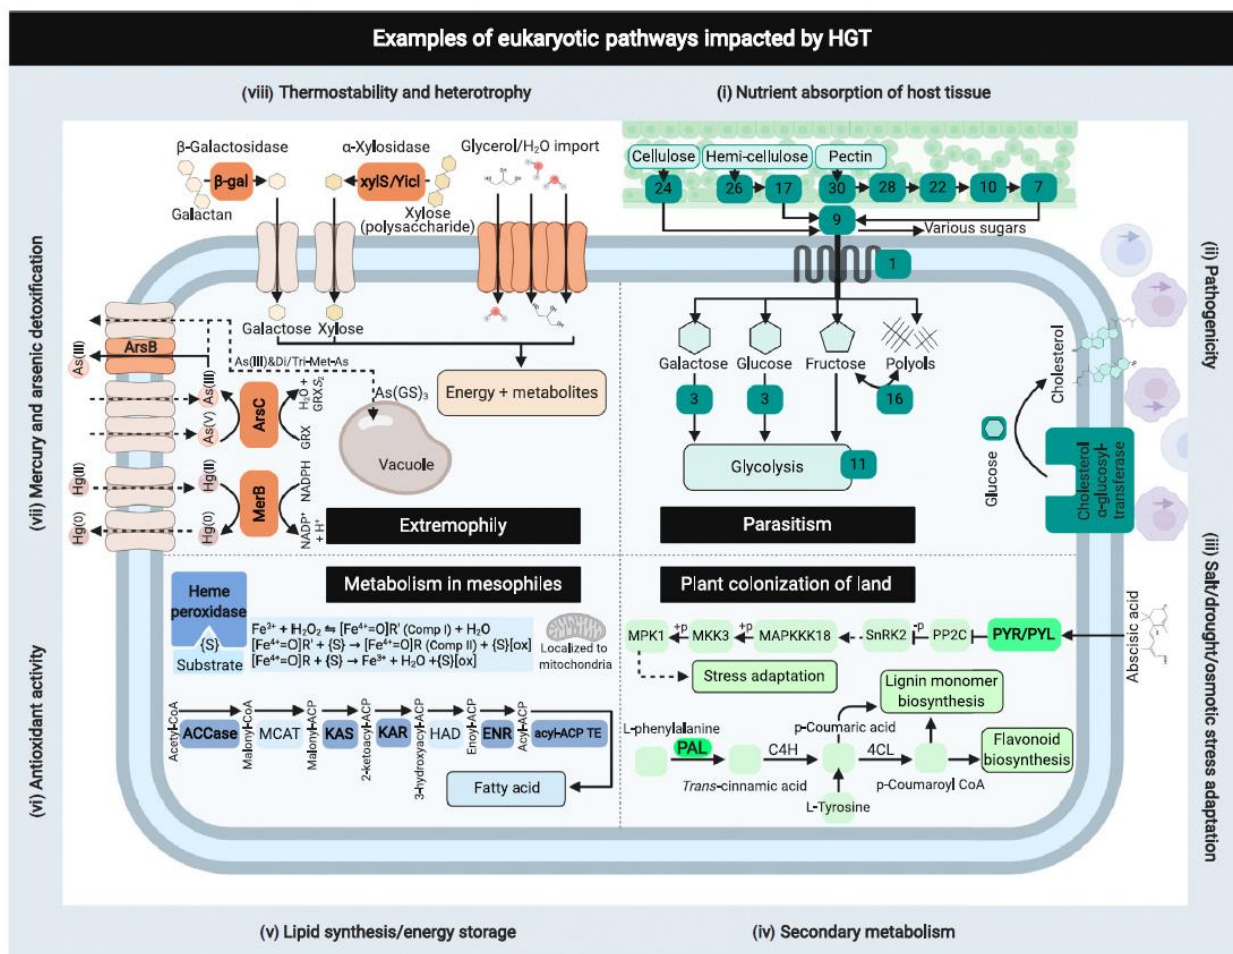 Examples of eukaryotic pathways impacted by HGT
(viii) Thermostability and heterotrophy
(i) Nutrient absorption of host tissue
β-Galactosidase
α-Xylosidase
Glycerol/H₂O import
β-gal
xylS/Yicl
Galactan
Xylose
(polysaccharide)
Galactose
Xylose
Energy + metabolites
Cellulose
Hemi-cellulose
Pectin
24
26
17
30
28
22
10
7
9
Various sugars
1
Galactose
Glucose
Fructose
Polyols
3
3
16
Glycolysis
11
(ii) Pathogenicity
Cholesterol
Glucose
Cholesterol
α-glucosyl-
transferase
(vii) Mercury and arsenic detoxification
ArsB
As(III)
As(III)&Di/Tri-Met-As
As(GS)₃
Vacuole
As(III)
As(V)
ArsC
H₂O +
GRXS₂
GRX
Hg(II)
Hg(II)
MerB
NADPH
Hg(0)
Hg(0)
NADP⁺
+ H⁺
Extremophily
Parasitism
Metabolism in mesophiles
Plant colonization of land
(iii) Salt/drought/osmotic stress adaptation
Heme
peroxidase
{S}
Substrate
Fe³⁺ + H₂O₂ ⇋ [Fe⁴⁺=O]R' (Comp I) + H₂O
[Fe⁴⁺=O]R' + {S} → [Fe⁴⁺=O]R (Comp II) + {S}[ox]
[Fe⁴⁺=O]R + {S} → Fe³⁺ + H₂O +{S}[ox]
Localized to
mitochondria
(vi) Antioxidant activity
Acetyl-CoA
ACCase
Malonyl-CoA
MCAT
Malonyl-ACP
KAS
2-ketoacyl-ACP
KAR
3-hydroxyacyl-ACP
HAD
Enoyl-ACP
ENR
Acyl-ACP
acyl-ACP TE
Fatty acid
MPK1
+p
MKK3
+p
MAPKKK18
SnRK2
-p
PP2C
PYR/PYL
Abscisic acid
Stress adaptation
Lignin monomer
biosynthesis
L-phenylalanine
p-Coumaric acid
PAL
C4H
4CL
Flavonoid
biosynthesis
Trans-cinnamic acid
p-Coumaroyl CoA
L-Tyrosine
(v) Lipid synthesis/energy storage
(iv) Secondary metabolism